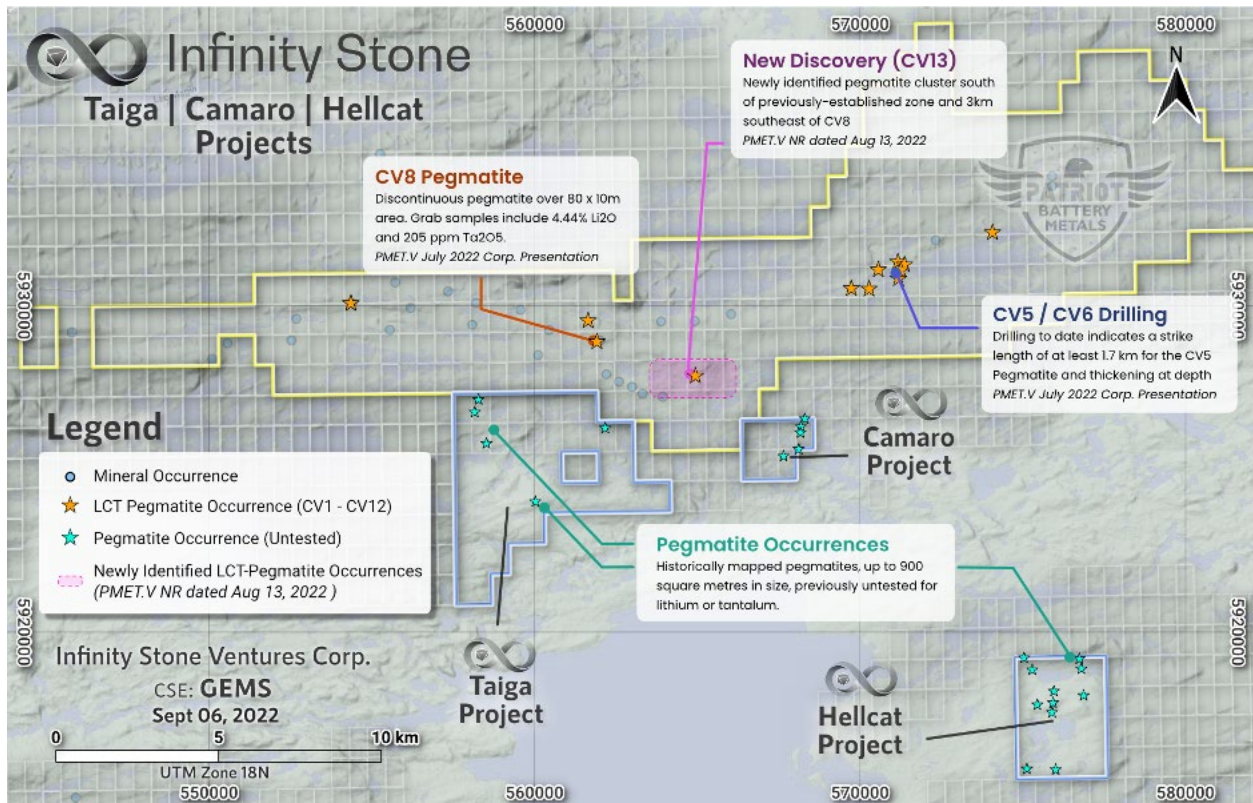 560000
570000
580000
Infinity Stone
Taiga | Camaro | Hellcat
Projects
New Discovery (CV13)
Newly identified pegmatite cluster south
of previously-established zone and 3km
southeast of CV8
PMET.V NR dated Aug 13, 2022
N
CV8 Pegmatite
Discontinuous pegmatite over 80 x 10m
area. Grab samples include 4.44% Li2O
and 205 ppm Ta2O5.
PMET.V July 2022 Corp. Presentation
PATRIOT
BATTERY
METALS
5930000
5930000
CV5 / CV6 Drilling
Drilling to date indicates a strike
length of at least 1.7 km for the CV5
Pegmatite and thickening at depth
PMET.V July 2022 Corp. Presentation
Camaro
Project
Legend
Mineral Occurrence
LCT Pegmatite Occurrence (CV1 - CV12)
Pegmatite Occurrence (Untested)
Newly Identified LCT-Pegmatite Occurrences
(PMET.V NR dated Aug 13, 2022 )
Pegmatite Occurrences
Historically mapped pegmatites, up to 900
square metres in size, previously untested for
lithium or tantalum.
5920000
5920000
Infinity Stone Ventures Corp.
CSE: GEMS
Sept 06, 2022
0 5 10 km
UTM Zone 18N
Taiga
Project
Hellcat
Project
550000
560000
570000
580000